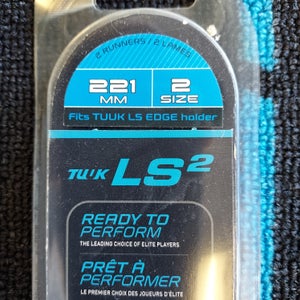 2 RUNNERS / 2 LAMES
221 2
MM SIZE
Fits TUUK LS EDGE holder
TUUK LS2
READY TO
PERFORM
THE LEADING CHOICE OF ELITE PLAYERS
PRÊT À
PERFORMER
LE PREMIER CHOIX DES JOUEURS D'ÉLITE